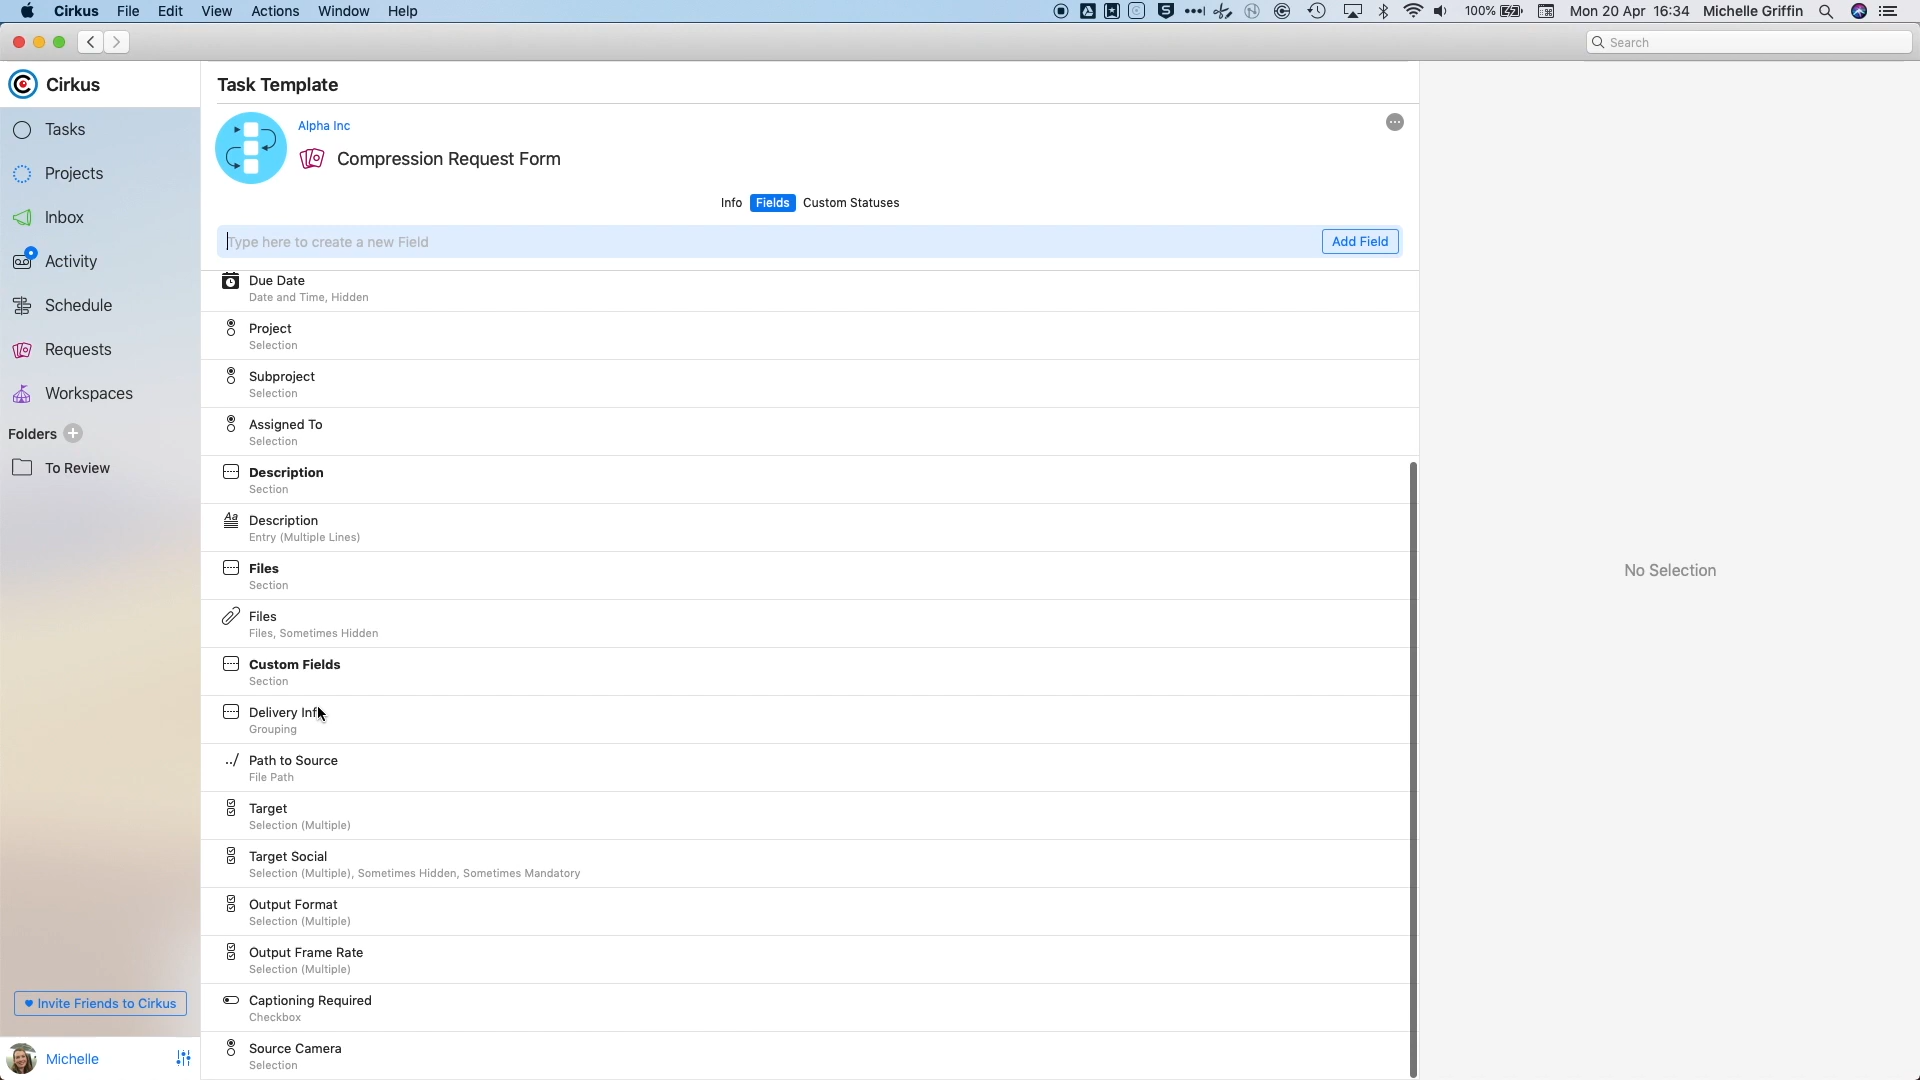 Cirkus File Edit View Actions Window Help
100% Mon 20 Apr 16:34 Michelle Griffin
Search
Cirkus
Tasks
Projects
Inbox
Activity
Schedule
Requests
Workspaces
Folders
To Review
Invite Friends to Cirkus
Michelle
Task Template
Alpha Inc
Compression Request Form
Info Fields Custom Statuses
Type here to create a new Field
Add Field
Due Date
Date and Time, Hidden
Project
Selection
Subproject
Selection
Assigned To
Selection
Description
Section
Aa
Description
Entry (Multiple Lines)
Files
Section
Files
Files, Sometimes Hidden
Custom Fields
Section
Delivery Inf
Grouping
../
Path to Source
File Path
Target
Selection (Multiple)
Target Social
Selection (Multiple), Sometimes Hidden, Sometimes Mandatory
Output Format
Selection (Multiple)
Output Frame Rate
Selection (Multiple)
Captioning Required
Checkbox
Source Camera
Selection
No Selection